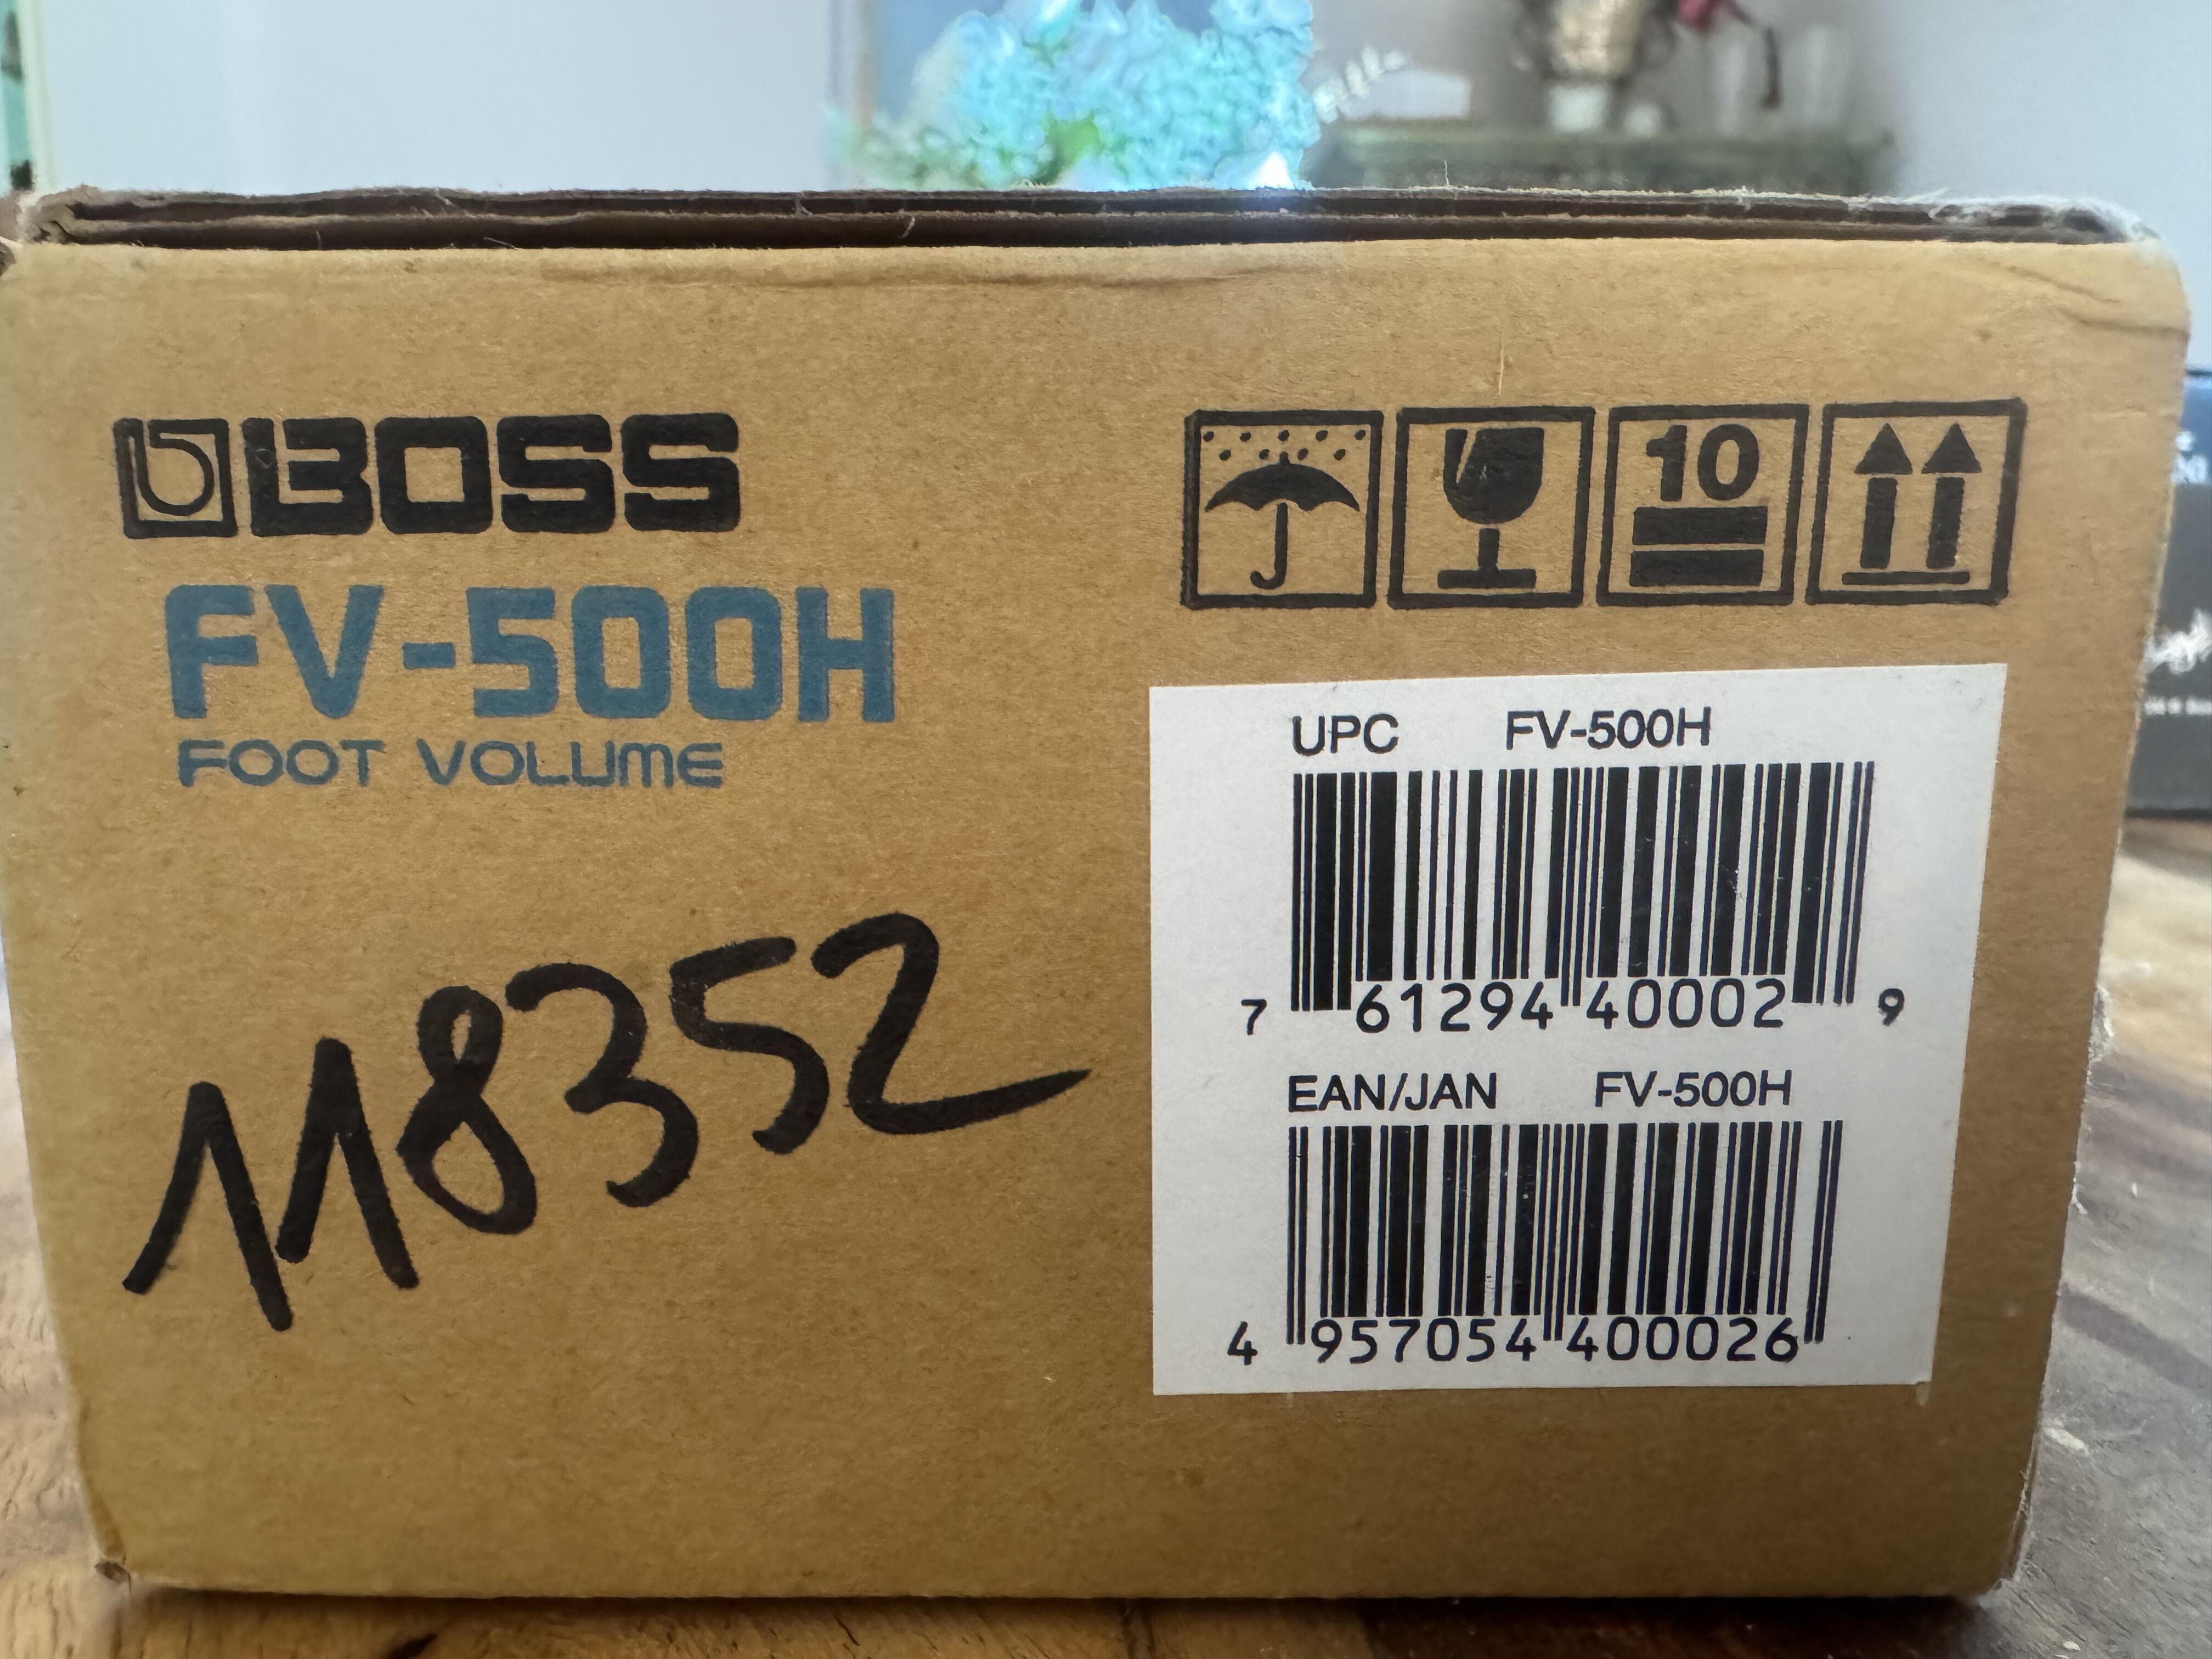 BOSS
FV-500H
FOOT VOLUME
118352
10
UPC FV-500H
7 61294 40002 9
EAN/JAN FV-500H
4 957054 400026